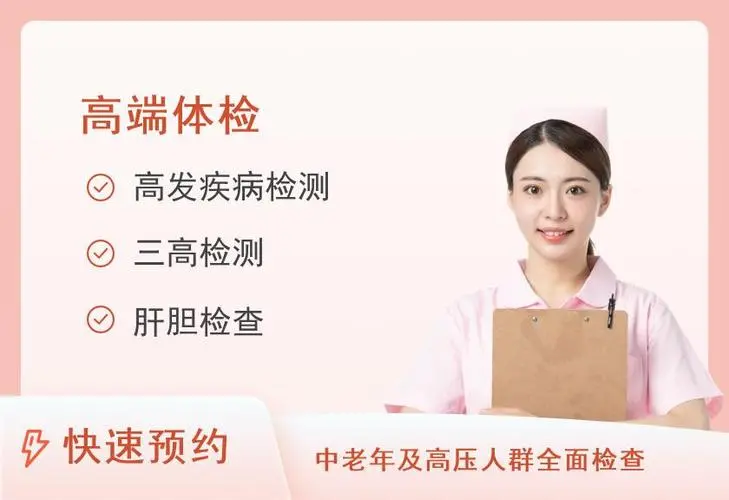 高端体检
高发疾病检测
三高检测
肝胆检查
快速预约
中老年及高压人群全面检查